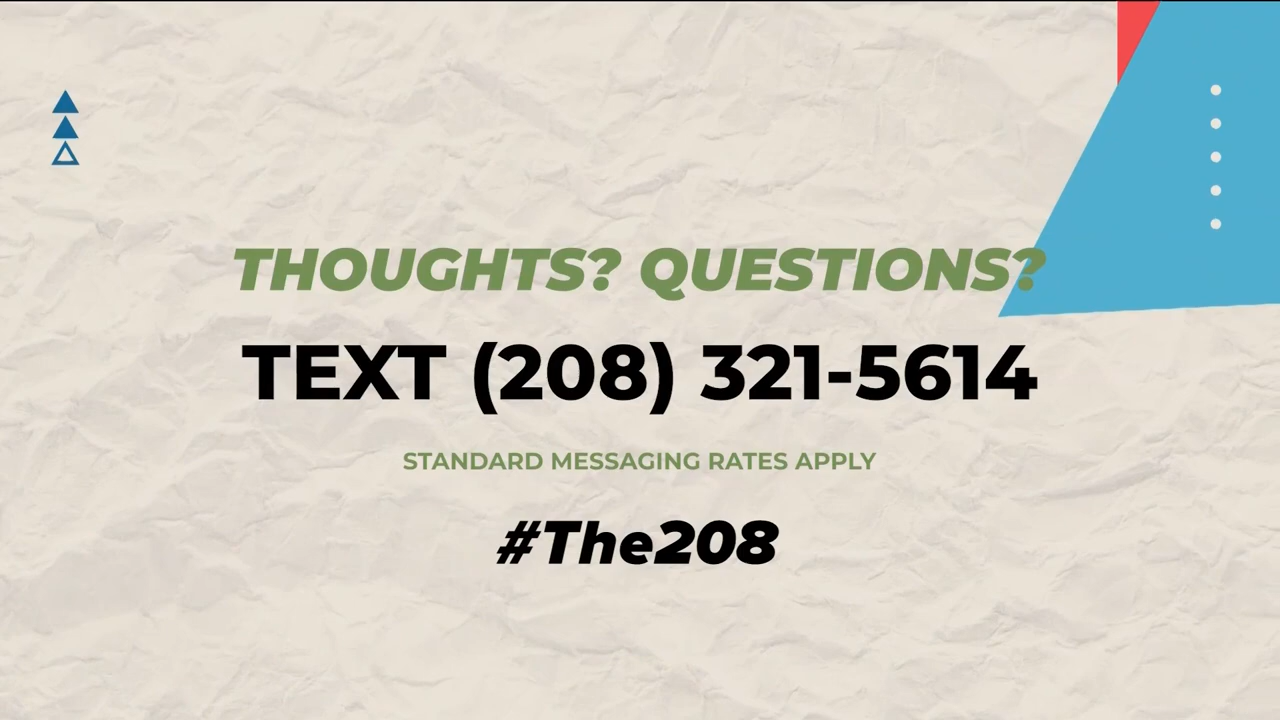 THOUGHTS? QUESTIONS?
TEXT (208) 321-5614
STANDARD MESSAGING RATES APPLY
#The208